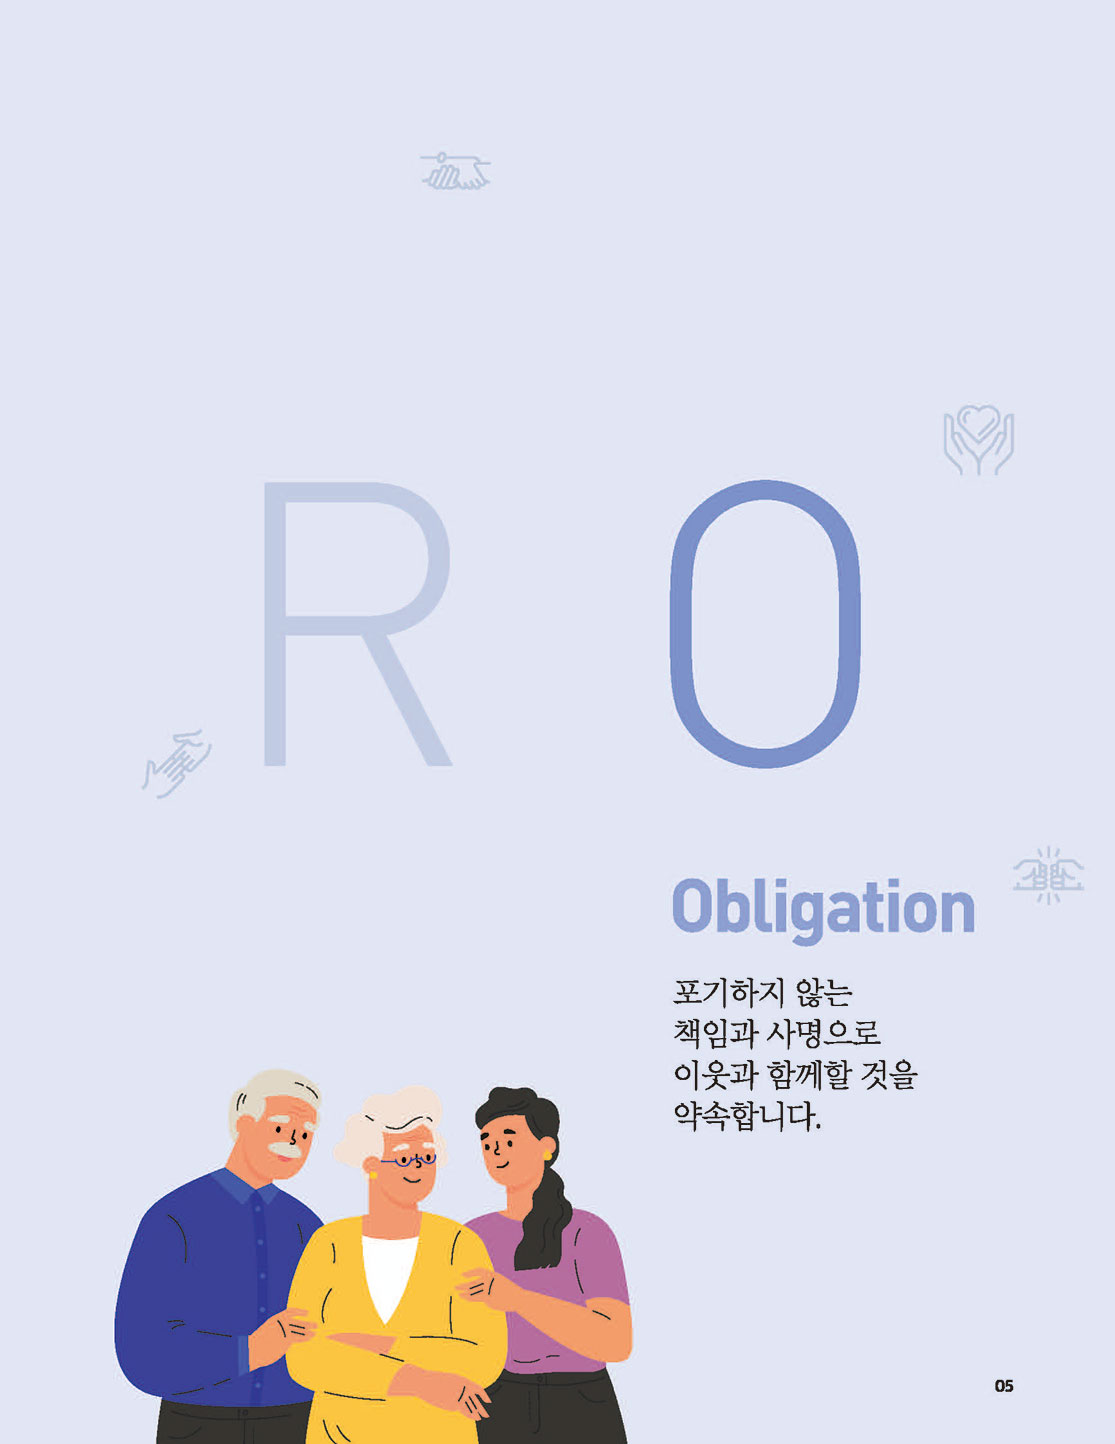 R O
Obligation
포기하지 않는
책임과 사명으로
이웃과 함께할 것을
약속합니다.
05